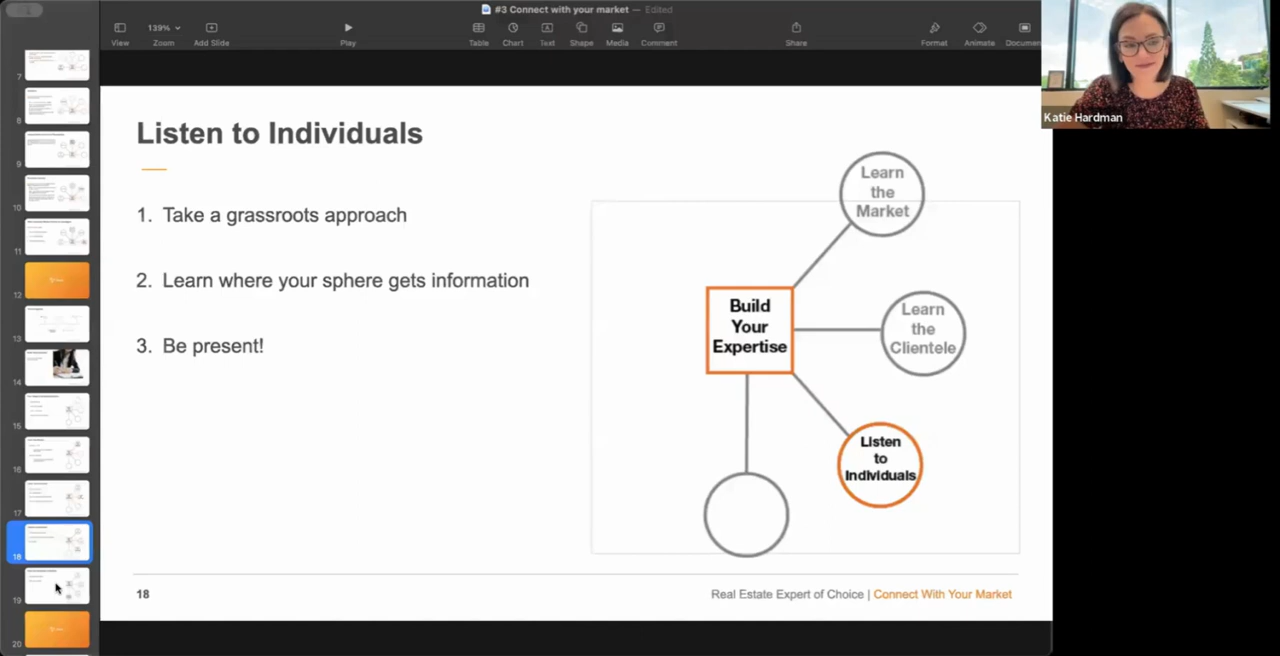 #3 Connect with your market — Edited
139%
View
Zoom
Add Slide
Play
Table
Chart
Text
Shape
Media
Comment
Share
Format
Animate
Documen
Katie Hardman
7
8
9
10
11
12
13
14
15
16
17
18
19
20
Listen to Individuals
1. Take a grassroots approach
2. Learn where your sphere gets information
3. Be present!
Learn
the
Market
Build
Your
Expertise
Learn
the
Clientele
Listen
to
Individuals
18
Real Estate Expert of Choice | Connect With Your Market